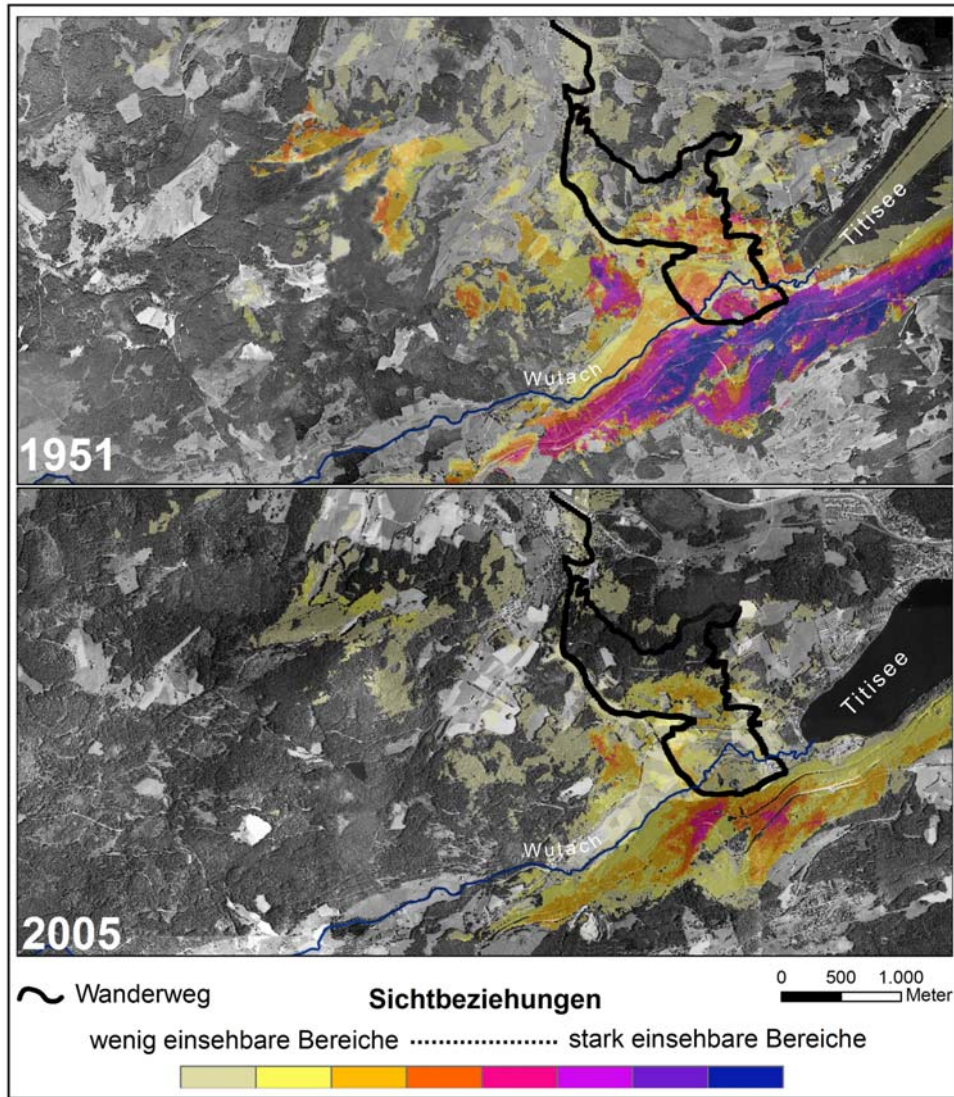 Titisee
Wutach
1951
Titisee
Wutach
2005
Wanderweg
Sichtbeziehungen
0 500 1.000
Meter
wenig einsehbare Bereiche ............. stark einsehbare Bereiche